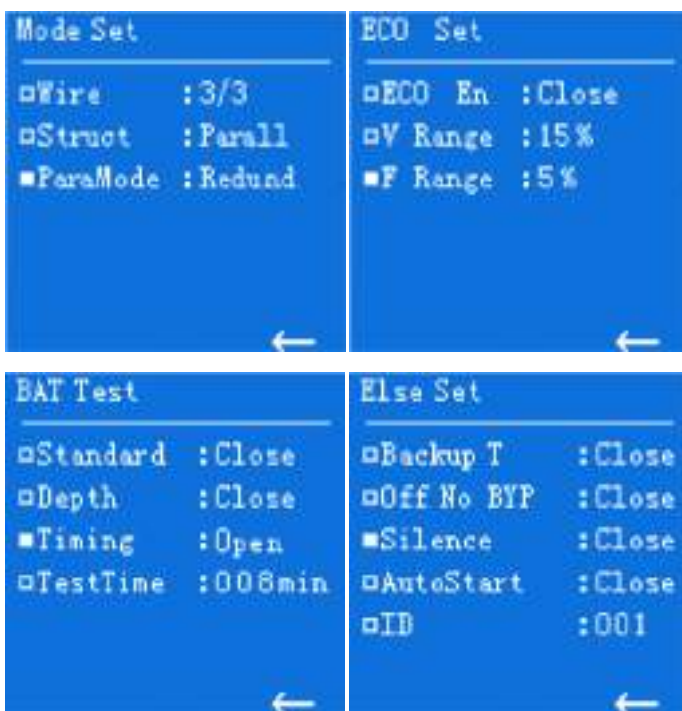 Mode Set
□Wire :3/3
□Struct :Parall
■ParaMode :Redund
←
ECO Set
□ECO En :Close
□V Range :15%
■F Range :5%
←
BAT Test
□Standard :Close
□Depth :Close
■Timing :Open
□TestTime :008min
←
Else Set
□Backup T :Close
□Off No BYP :Close
■Silence :Close
□AutoStart :Close
□ID :001
←